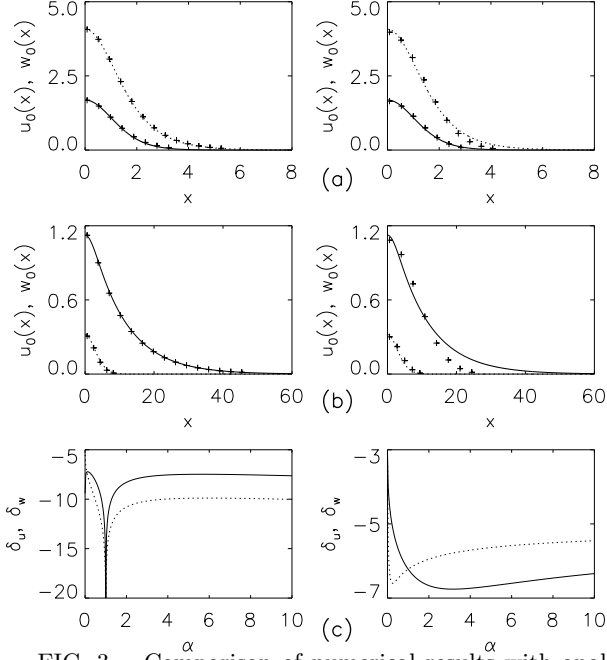 5.0
2.5
0.0
u₀(x), w₀(x)
0 2 4 6 8
x
5.0
2.5
0.0
u₀(x), w₀(x)
0 2 4 6 8
x
(a)
1.2
0.6
0.0
u₀(x), w₀(x)
0 20 40 60
x
1.2
0.6
0.0
u₀(x), w₀(x)
0 20 40 60
x
(b)
−5
−10
−15
−20
δᵤ, δ_w
0 2 4 6 8 10
α
−3
−5
−7
δᵤ, δ_w
0 2 4 6 8 10
α
(c)
FIG. 3. Comparison of numerical results with